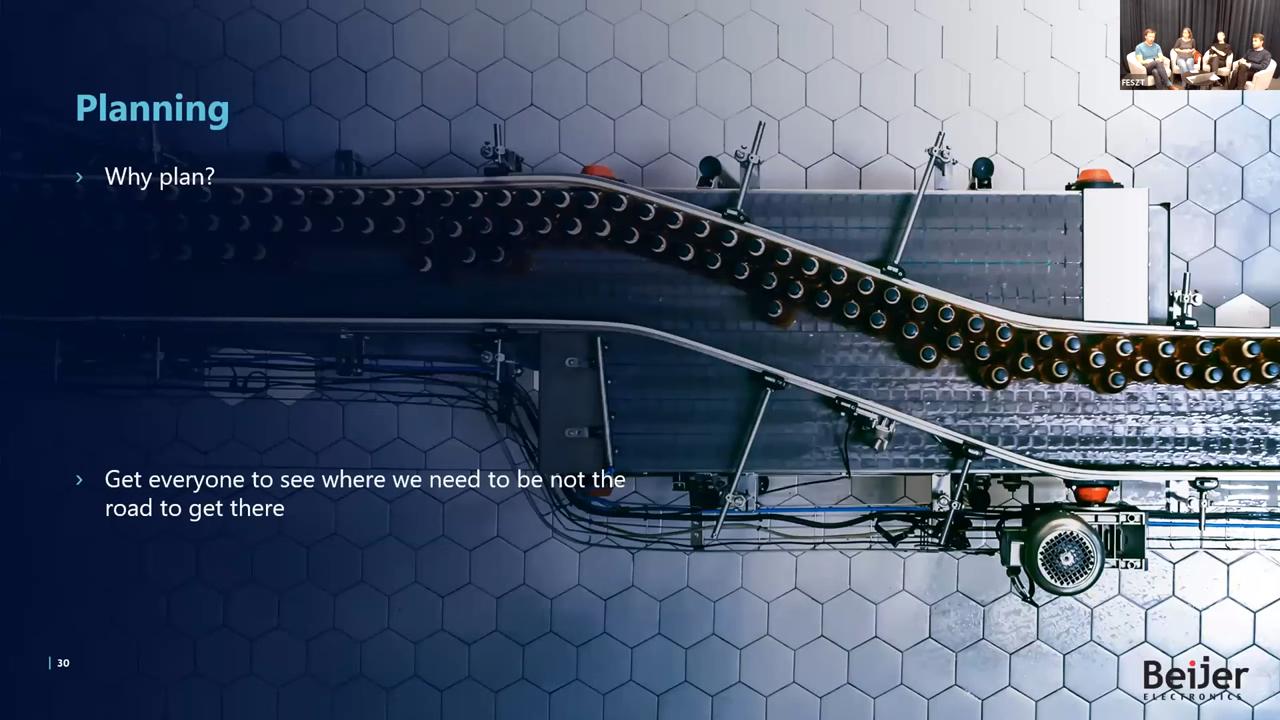 FESZT
Planning
› Why plan?
› Get everyone to see where we need to be not the
road to get there
30
Beijer
ELECTRONICS